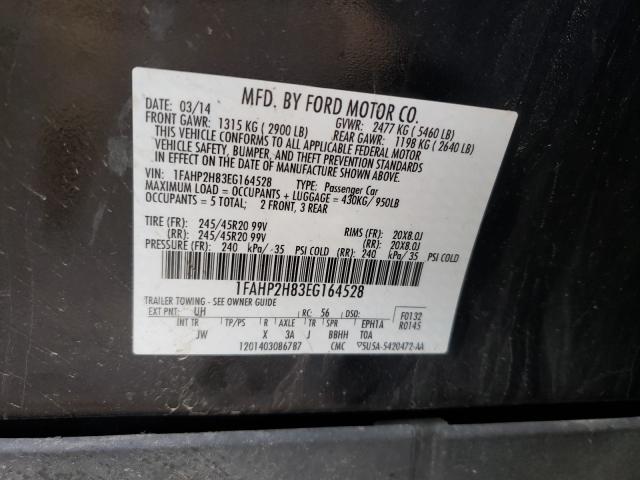 MFD. BY FORD MOTOR CO.
DATE: 03/14 GVWR: 2477 KG ( 5460 LB)
FRONT GAWR: 1315 KG ( 2900 LB) REAR GAWR: 1198 KG ( 2640 LB)
THIS VEHICLE CONFORMS TO ALL APPLICABLE FEDERAL MOTOR
VEHICLE SAFETY, BUMPER, AND THEFT PREVENTION STANDARDS
IN EFFECT ON THE DATE OF MANUFACTURE SHOWN ABOVE.
VIN: 1FAHP2H83EG164528 TYPE: Passenger Car
MAXIMUM LOAD = OCCUPANTS + LUGGAGE = 430KG/ 950LB
OCCUPANTS = 5 TOTAL; 2 FRONT, 3 REAR
TIRE (FR): 245/45R20 99V RIMS (FR): 20X8.0J
(RR): 245/45R20 99V (RR): 20X8.0J
PRESSURE (FR): 240 kPa/ 35 PSI COLD (RR): 240 kPa/ 35 PSI COLD
1FAHP2H83EG164528
TRAILER TOWING - SEE OWNER GUIDE
EXT PNT: UH RC: 56 DSO: F0132
INT TR TP/PS R AXLE TR SPR EPH1A R0145
JW X 3A J BBHH T0A
1201403086787 CMC 5U5A-5420472-AA